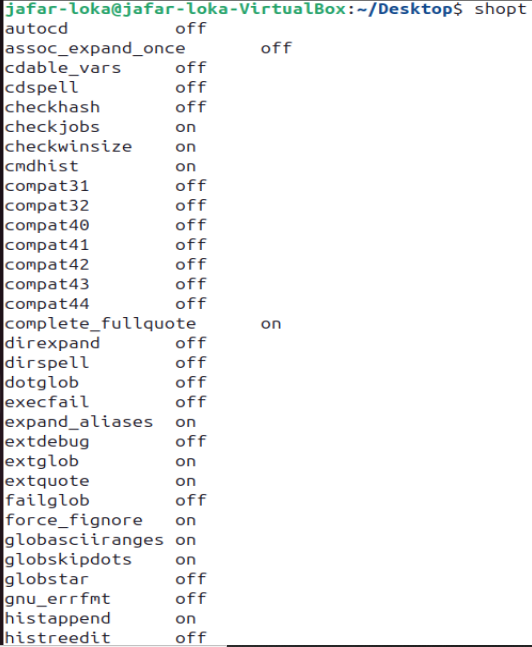 jafar-loka@jafar-loka-VirtualBox:~/Desktop$ shopt
autocd off
assoc_expand_once off
cdable_vars off
cdspell off
checkhash off
checkjobs on
checkwinsize on
cmdhist on
compat31 off
compat32 off
compat40 off
compat41 off
compat42 off
compat43 off
compat44 off
complete_fullquote on
direxpand off
dirspell off
dotglob off
execfail off
expand_aliases on
extdebug off
extglob on
extquote on
failglob off
force_fignore on
globasciiranges on
globskipdots on
globstar off
gnu_errfmt off
histappend on
histreedit off